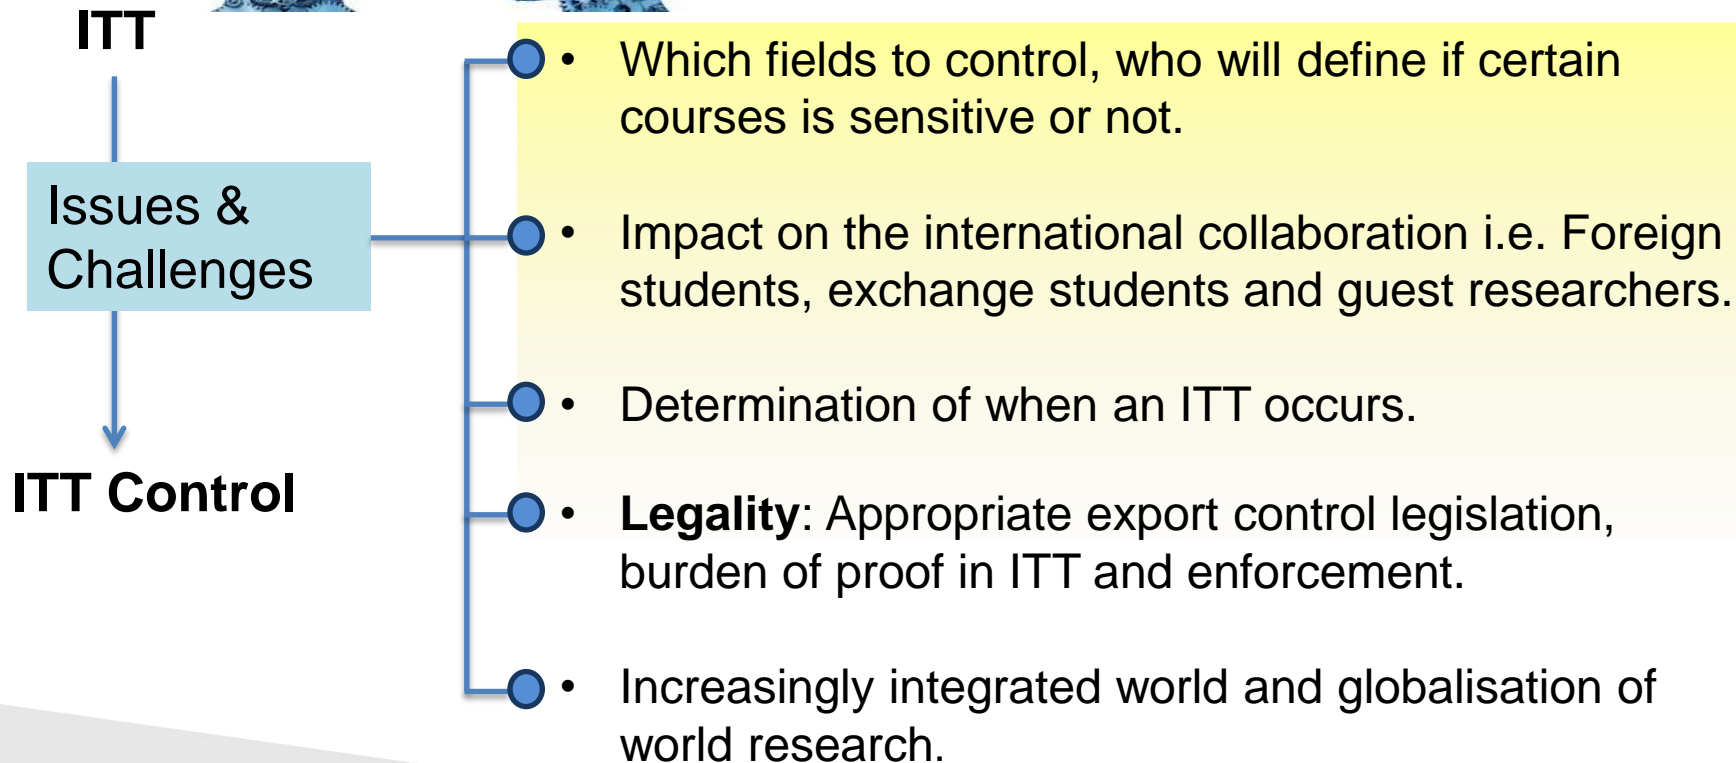 ITT
Issues &
Challenges
ITT Control
• Which fields to control, who will define if certain
courses is sensitive or not.
• Impact on the international collaboration i.e. Foreign
students, exchange students and guest researchers.
• Determination of when an ITT occurs.
• Legality: Appropriate export control legislation,
burden of proof in ITT and enforcement.
• Increasingly integrated world and globalisation of
world research.